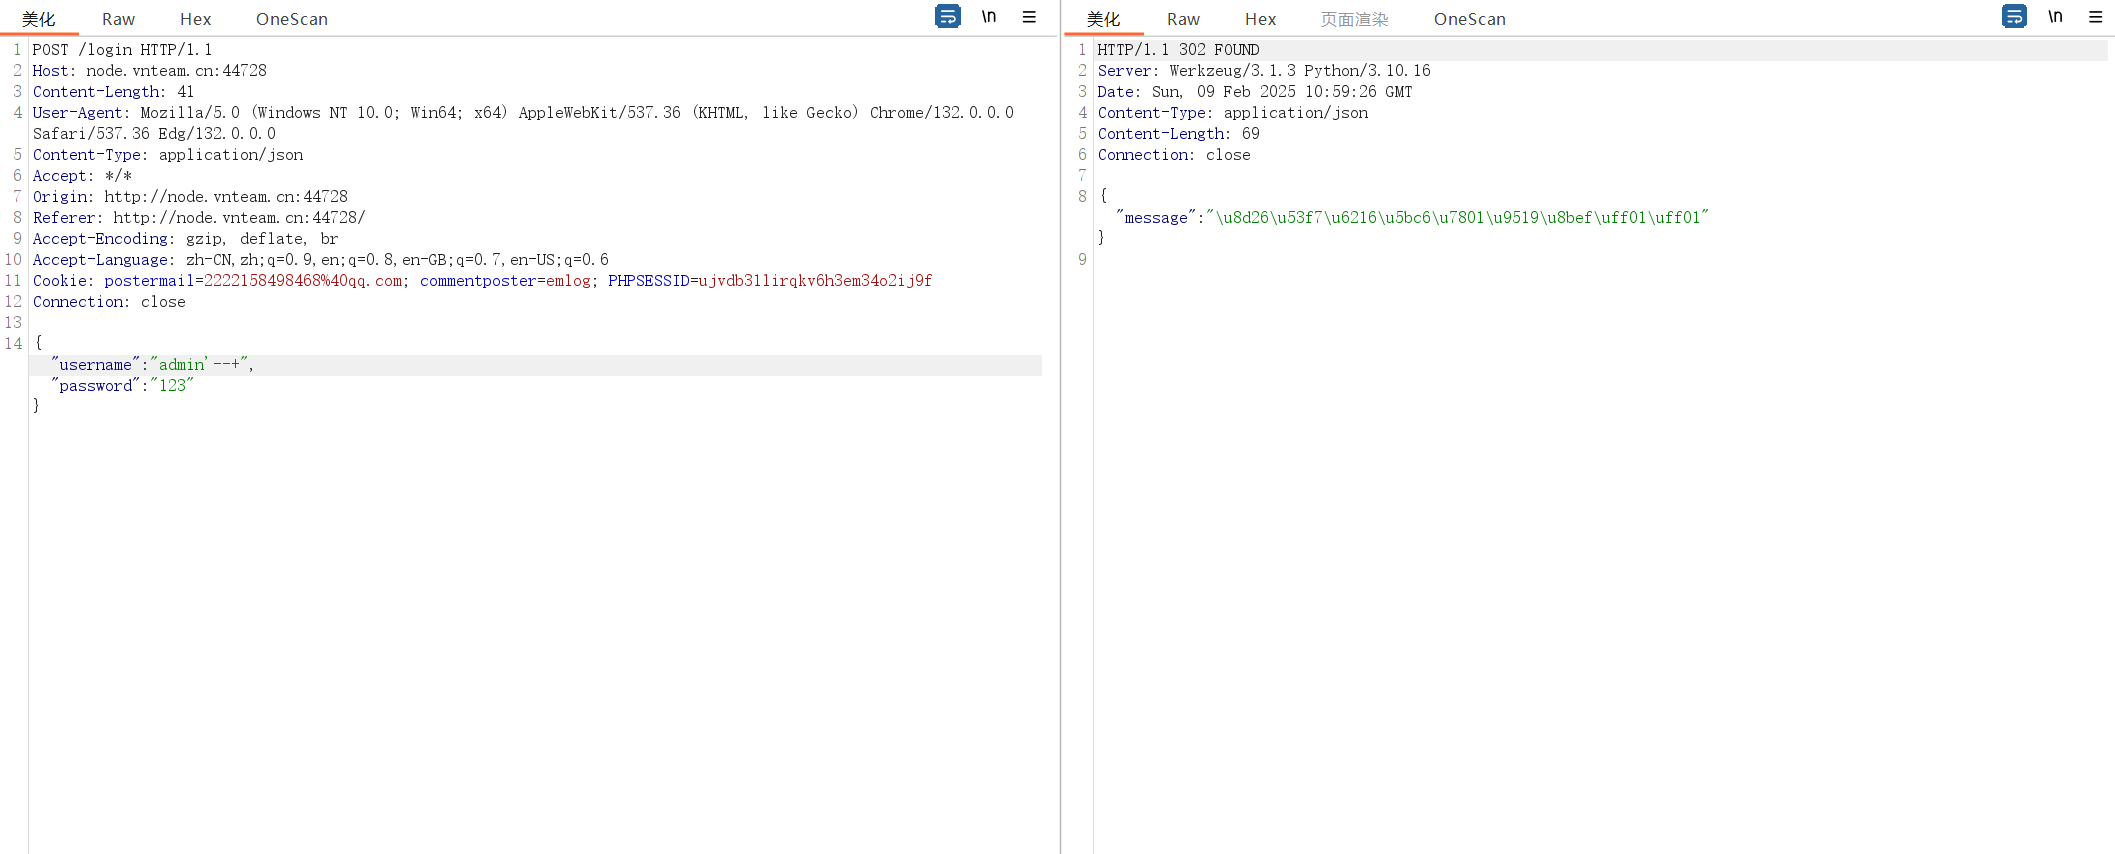 美化 Raw Hex OneScan \n
1 POST /login HTTP/1.1
2 Host: node.vnteam.cn:44728
3 Content-Length: 41
4 User-Agent: Mozilla/5.0 (Windows NT 10.0; Win64; x64) AppleWebKit/537.36 (KHTML, like Gecko) Chrome/132.0.0.0
Safari/537.36 Edg/132.0.0.0
5 Content-Type: application/json
6 Accept: */*
7 Origin: http://node.vnteam.cn:44728
8 Referer: http://node.vnteam.cn:44728/
9 Accept-Encoding: gzip, deflate, br
10 Accept-Language: zh-CN,zh;q=0.9,en;q=0.8,en-GB;q=0.7,en-US;q=0.6
11 Cookie: postermail=2222158498468%40qq.com; commentposter=emlog; PHPSESSID=ujvdb31lirqkv6h3em34o2ij9f
12 Connection: close
13
14 {
"username":"admin'--+",
"password":"123"
}
美化 Raw Hex 页面渲染 OneScan \n
1 HTTP/1.1 302 FOUND
2 Server: Werkzeug/3.1.3 Python/3.10.16
3 Date: Sun, 09 Feb 2025 10:59:26 GMT
4 Content-Type: application/json
5 Content-Length: 69
6 Connection: close
7
8 {
"message":"\u8d26\u53f7\u6216\u5bc6\u7801\u9519\u8bef\uff01\uff01"
}
9